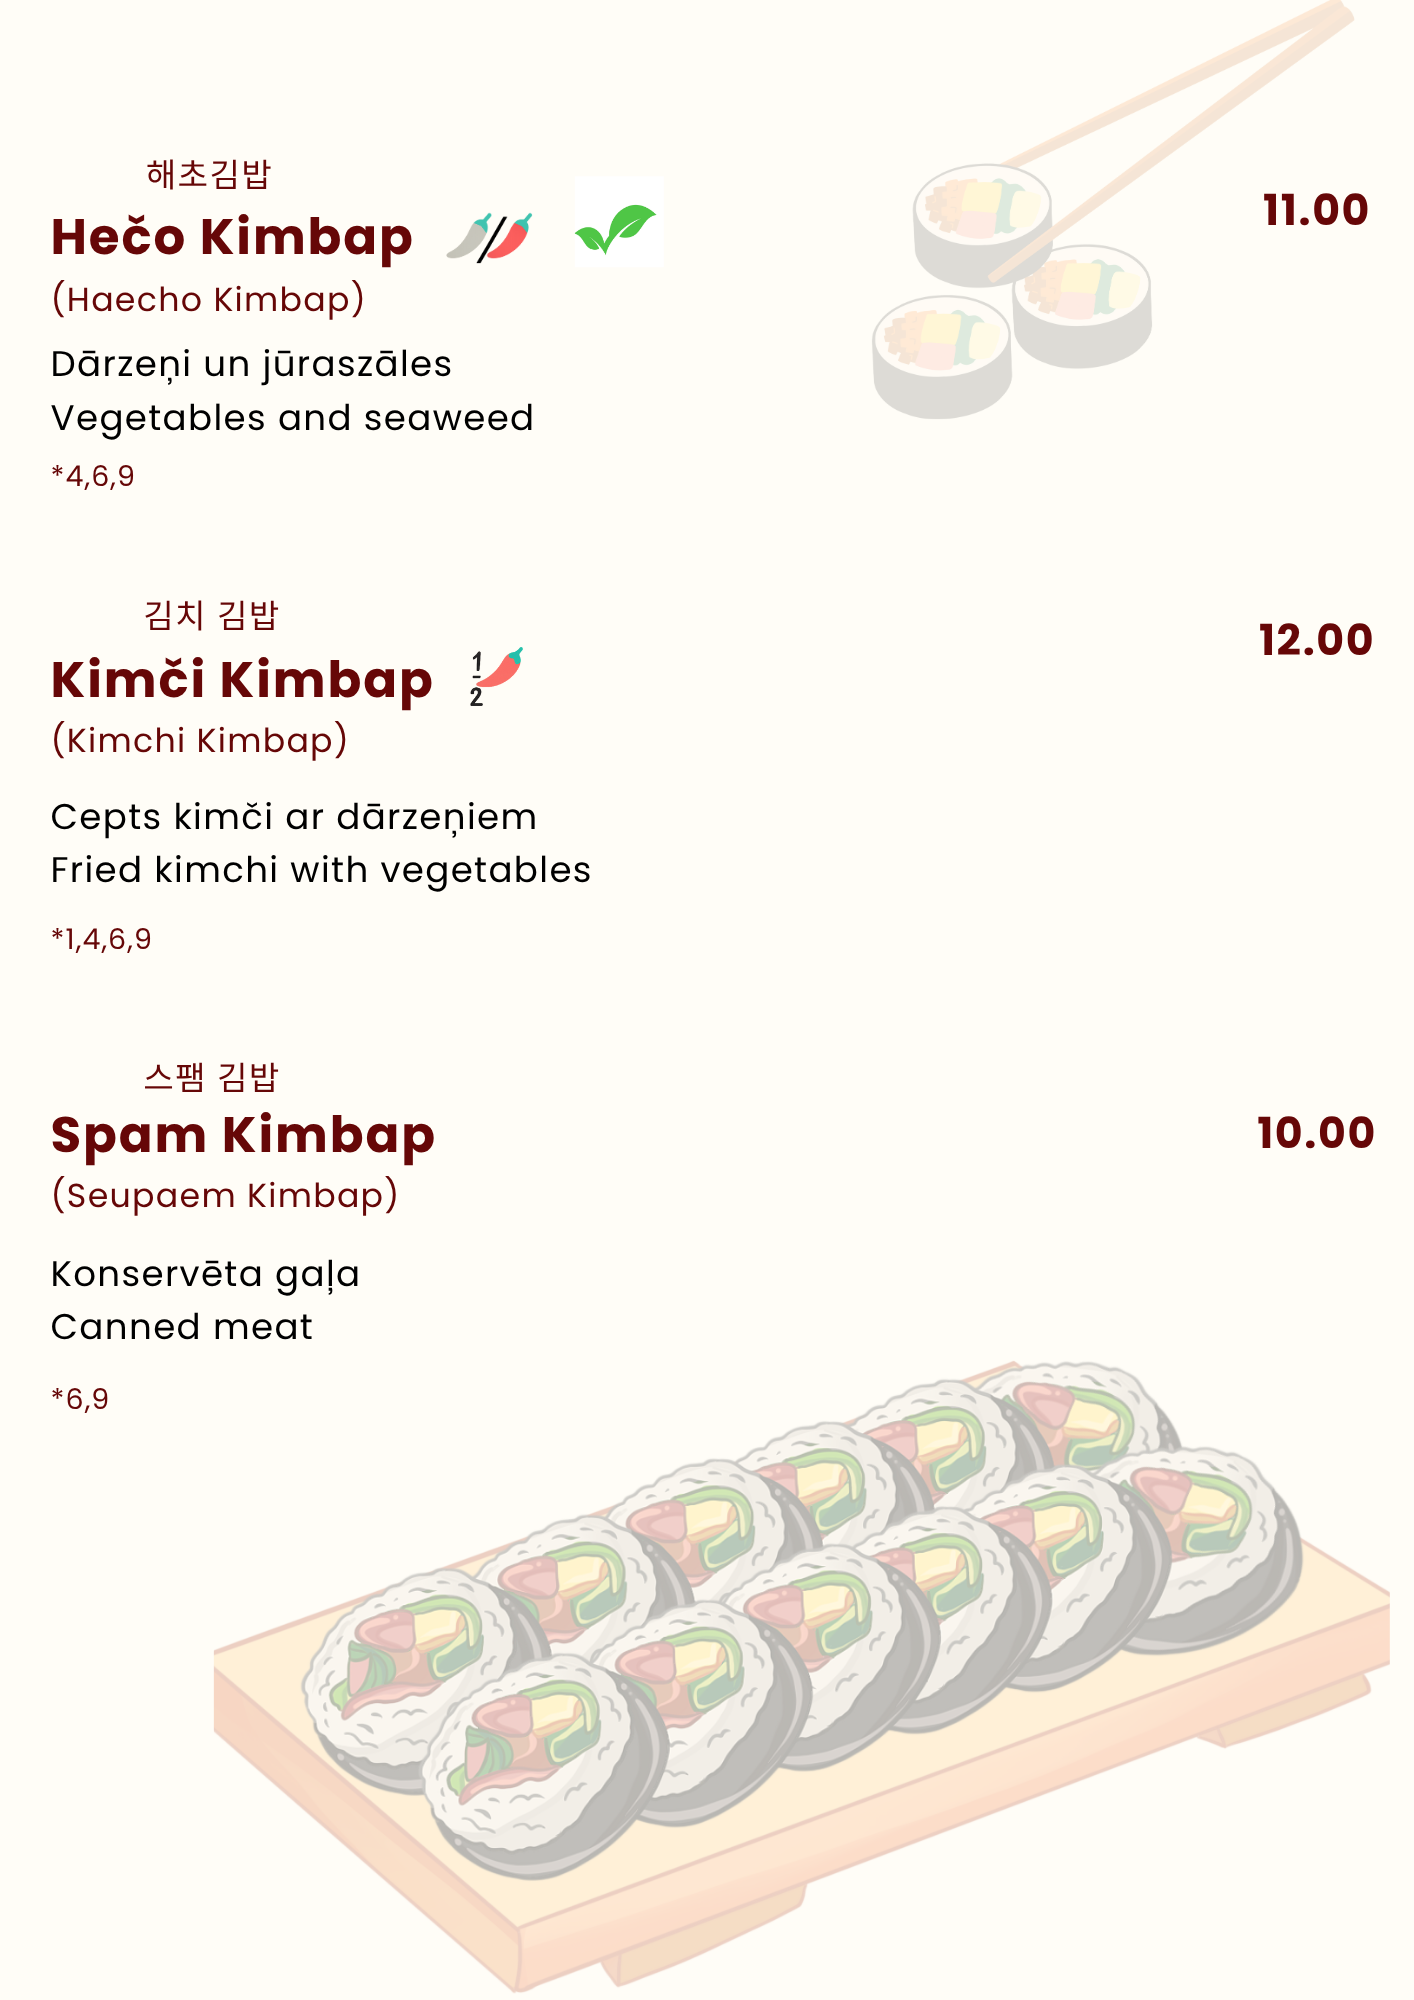 해초김밥
Hečo Kimbap
11.00
(Haecho Kimbap)
Dārzeņi un jūraszāles
Vegetables and seaweed
*4,6,9
김치 김밥
Kimči Kimbap
1
2
12.00
(Kimchi Kimbap)
Cepts kimči ar dārzeņiem
Fried kimchi with vegetables
*1,4,6,9
스팸 김밥
Spam Kimbap
10.00
(Seupaem Kimbap)
Konservēta gaļa
Canned meat
*6,9